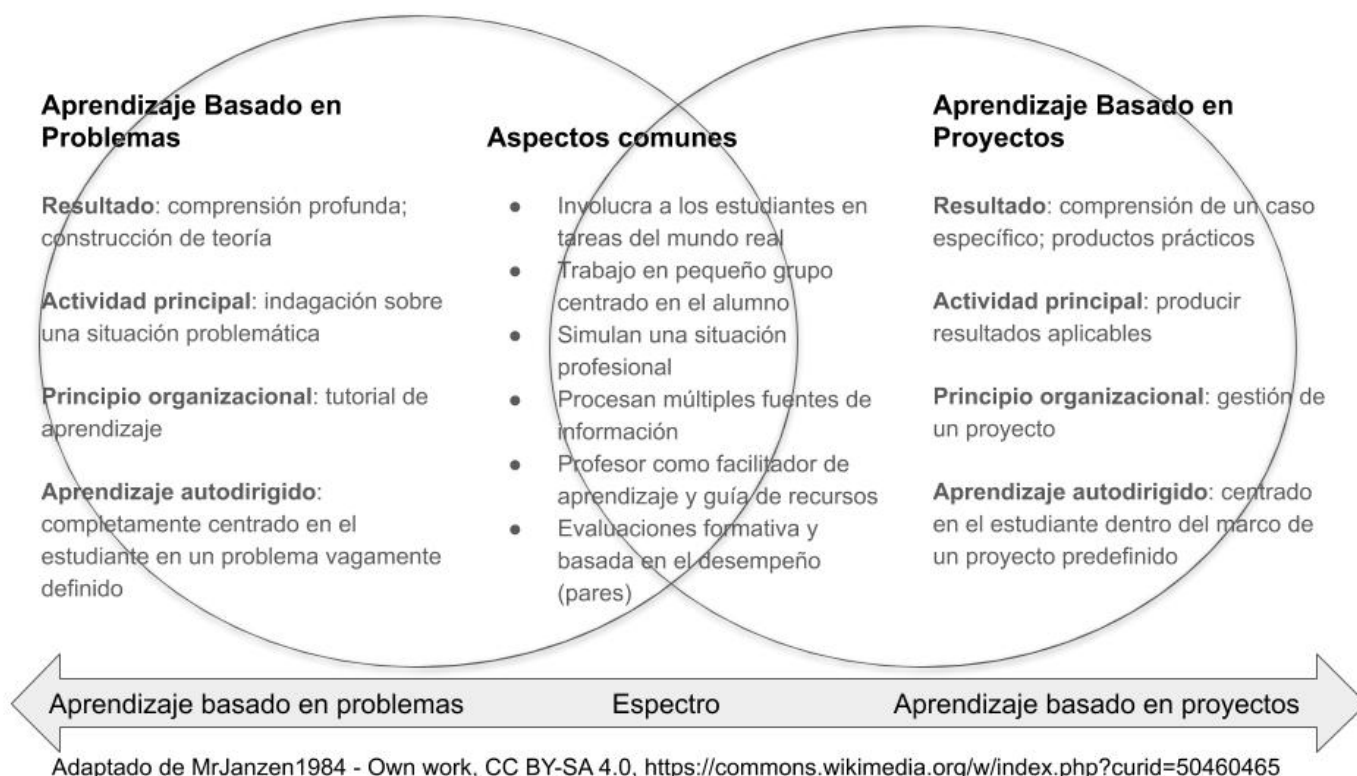 Aprendizaje Basado en
Problemas
Resultado: comprensión profunda;
construcción de teoría
Actividad principal: indagación sobre
una situación problemática
Principio organizacional: tutorial de
aprendizaje
Aprendizaje autodirigido:
completamente centrado en el
estudiante en un problema vagamente
definido
Aspectos comunes
● Involucra a los estudiantes en
tareas del mundo real
● Trabajo en pequeño grupo
centrado en el alumno
● Simulan una situación
profesional
● Procesan múltiples fuentes de
información
● Profesor como facilitador de
aprendizaje y guía de recursos
● Evaluaciones formativa y
basada en el desempeño
(pares)
Aprendizaje Basado en
Proyectos
Resultado: comprensión de un caso
específico; productos prácticos
Actividad principal: producir
resultados aplicables
Principio organizacional: gestión de
un proyecto
Aprendizaje autodirigido: centrado
en el estudiante dentro del marco de
un proyecto predefinido
Aprendizaje basado en problemas
Espectro
Aprendizaje basado en proyectos
Adaptado de MrJanzen1984 - Own work, CC BY-SA 4.0, https://commons.wikimedia.org/w/index.php?curid=50460465